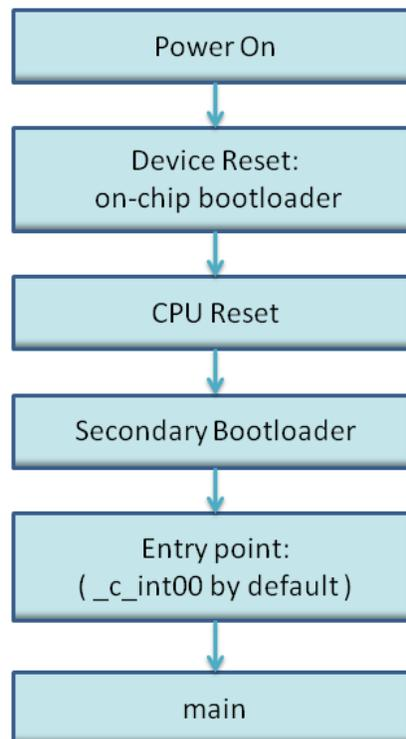 Power On
Device Reset:
on-chip bootloader
CPU Reset
Secondary Bootloader
Entry point:
( _c_int00 by default )
main